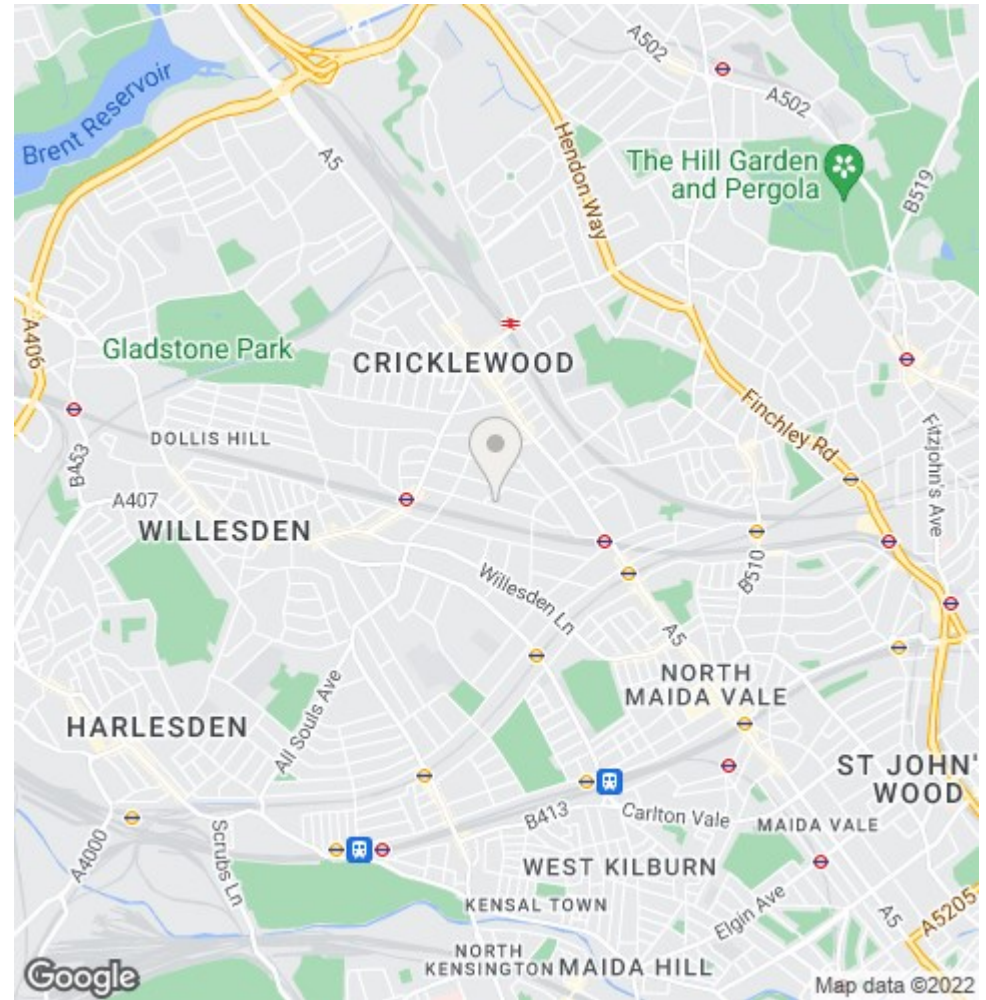 A502
A502
Brent Reservoir
A5
Hendon Way
The Hill Garden
and Pergola
B519
A406
Gladstone Park
CRICKLEWOOD
Finchley Rd
Fitzjohn's Ave
DOLLIS HILL
B453
A407
WILLESDEN
B510
Willesden Ln
A5
NORTH
MAIDA VALE
HARLESDEN
All Souls Ave
ST JOHN'
WOOD
B413
Carlton Vale
MAIDA VALE
A4000
Scrubs Ln
WEST KILBURN
KENSAL TOWN
Elgin Ave
A5
A5205
NORTH
KENSINGTON
MAIDA HILL
Google
Map data ©2022